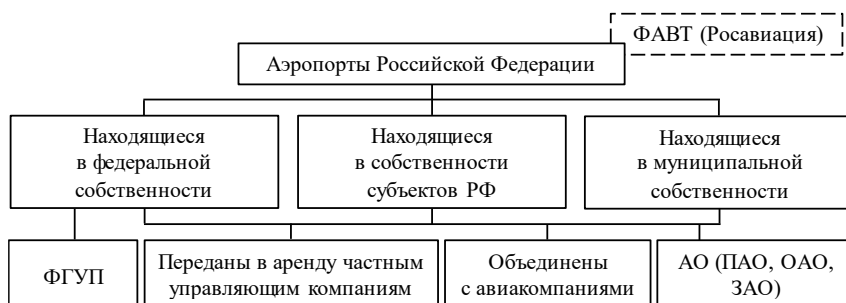 ФАВТ (Росавиация)
Аэропорты Российской Федерации
Находящиеся
в федеральной
собственности
Находящиеся
в собственности
субъектов РФ
Находящиеся
в муниципальной
собственности
ФГУП
Переданы в аренду частным
управляющим компаниям
Объединены
с авиакомпаниями
АО (ПАО, ОАО,
ЗАО)